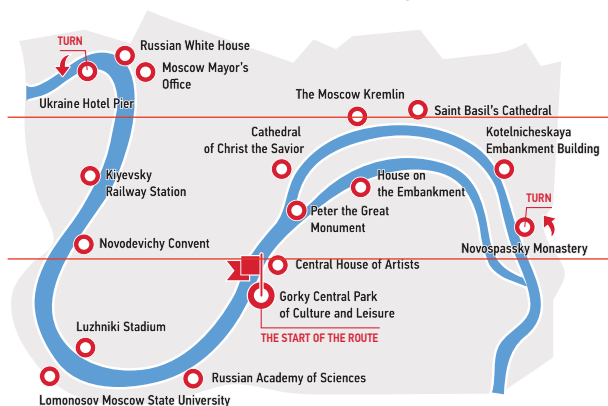 TURN
Russian White House
Moscow Mayor's
Office
Ukraine Hotel Pier
The Moscow Kremlin
Saint Basil's Cathedral
Cathedral
of Christ the Savior
Kotelnicheskaya
Embankment Building
Kiyevsky
Railway Station
House on
the Embankment
TURN
Peter the Great
Monument
Novodevichy Convent
Novospassky Monastery
Central House of Artists
Gorky Central Park
of Culture and Leisure
THE START OF THE ROUTE
Luzhniki Stadium
Russian Academy of Sciences
Lomonosov Moscow State University